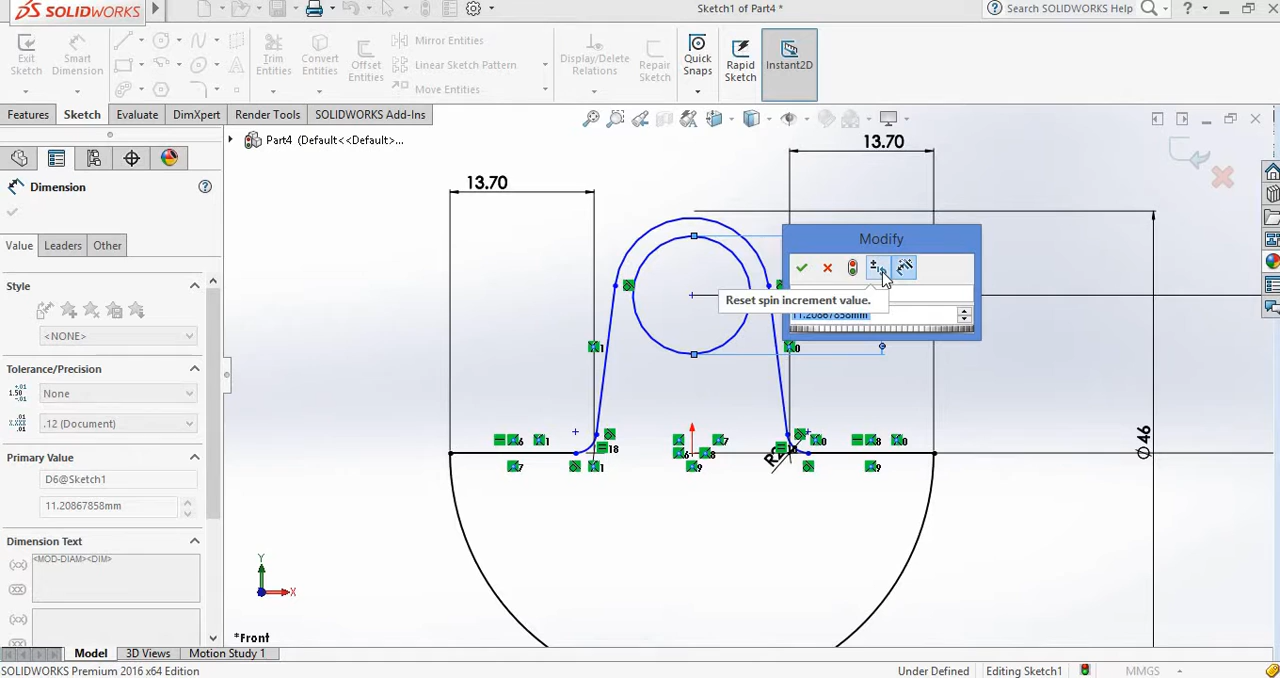 SOLIDWORKS
Sketch1 of Part4 *
Search SOLIDWORKS Help
Exit Sketch
Smart Dimension
Trim Entities
Convert Entities
Offset Entities
Mirror Entities
Linear Sketch Pattern
Move Entities
Display/Delete Relations
Repair Sketch
Quick Snaps
Rapid Sketch
Instant2D
Features
Sketch
Evaluate
DimXpert
Render Tools
SOLIDWORKS Add-Ins
Part4 (Default<<Default>...
Dimension
Value
Leaders
Other
Style
<NONE>
Tolerance/Precision
None
.12 (Document)
Primary Value
D6@Sketch1
11.20867858mm
Dimension Text
<MOD-DIAM><DIM>
13.70
13.70
Modify
Reset spin increment value.
11.20867858mm
Ø46
Y
X
*Front
Model
3D Views
Motion Study 1
SOLIDWORKS Premium 2016 x64 Edition
Under Defined
Editing Sketch1
MMGS